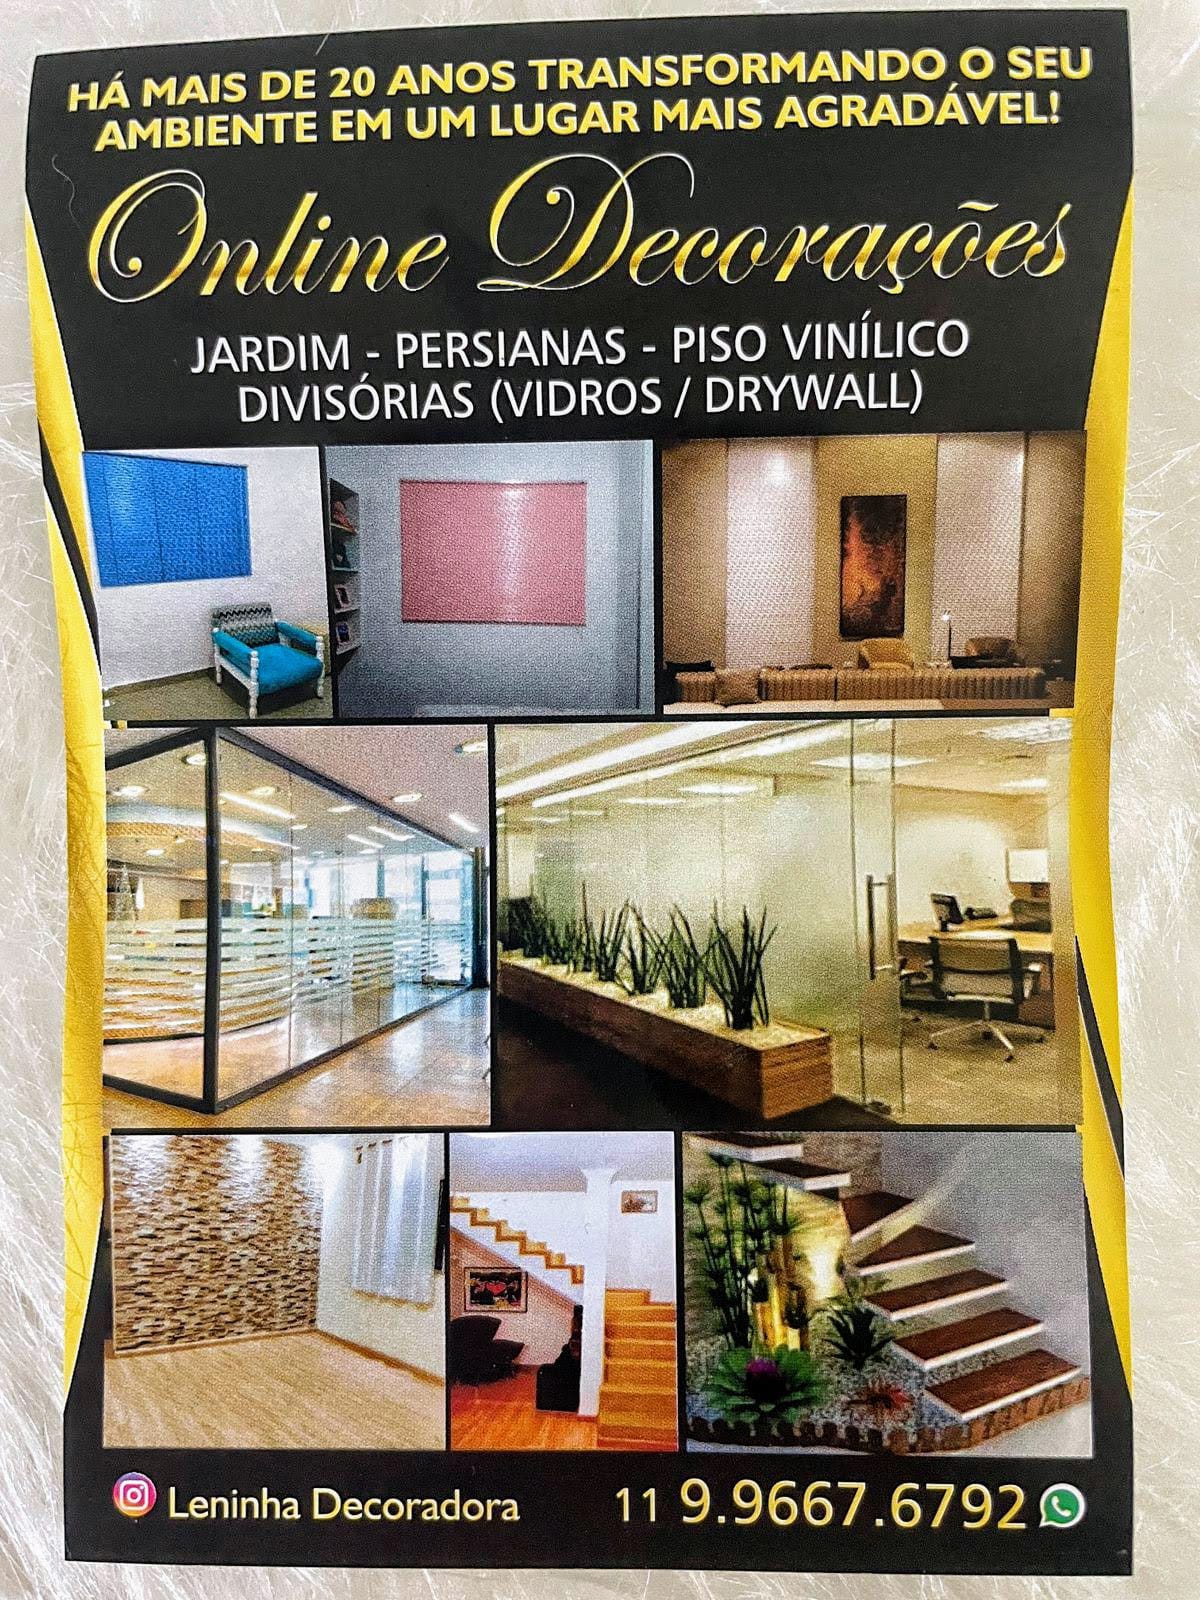 HÁ MAIS DE 20 ANOS TRANSFORMANDO O SEU
AMBIENTE EM UM LUGAR MAIS AGRADÁVEL!
Online Decorações
JARDIM - PERSIANAS - PISO VINÍLICO
DIVISÓRIAS (VIDROS / DRYWALL)
Leninha Decoradora
11 9.9667.6792